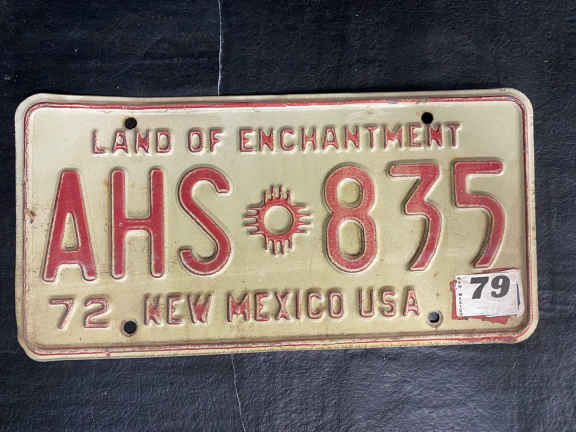 LAND OF ENCHANTMENT
AHS 835
79
72 NEW MEXICO USA